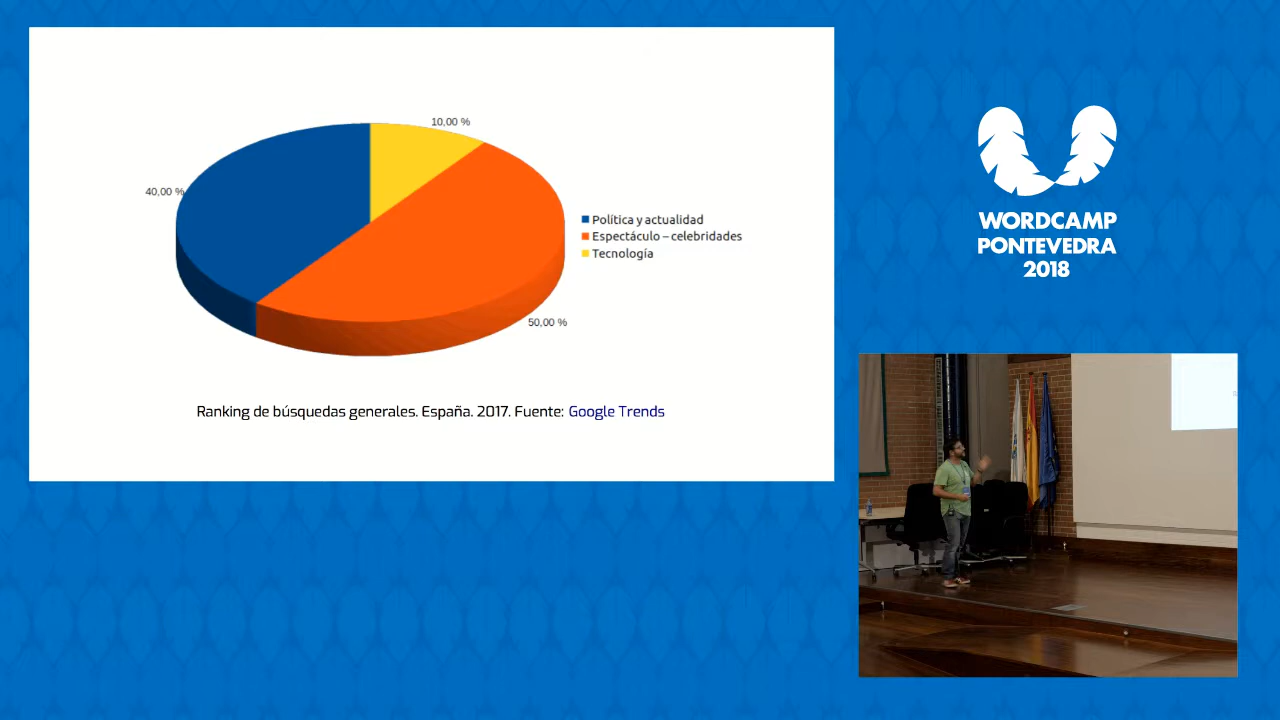 10,00 %
40,00 %
Política y actualidad
Espectáculo – celebridades
Tecnología
50,00 %
Ranking de búsquedas generales. España. 2017. Fuente: Google Trends
WORDCAMP
PONTEVEDRA
2018